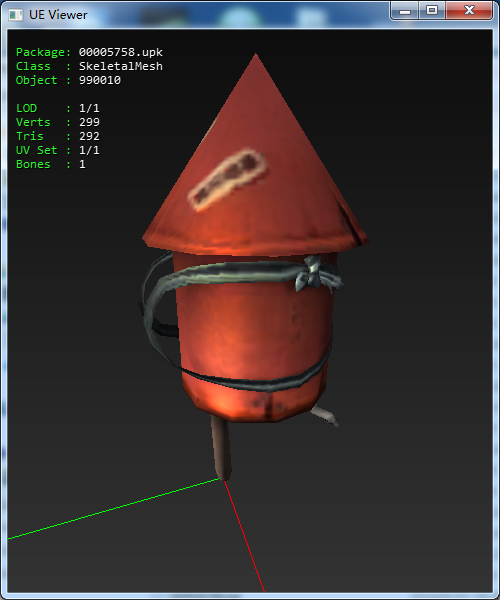 UE Viewer
Package: 00005758.upk
Class : SkeletalMesh
Object : 990010
LOD : 1/1
Verts : 299
Tris : 292
UV Set : 1/1
Bones : 1